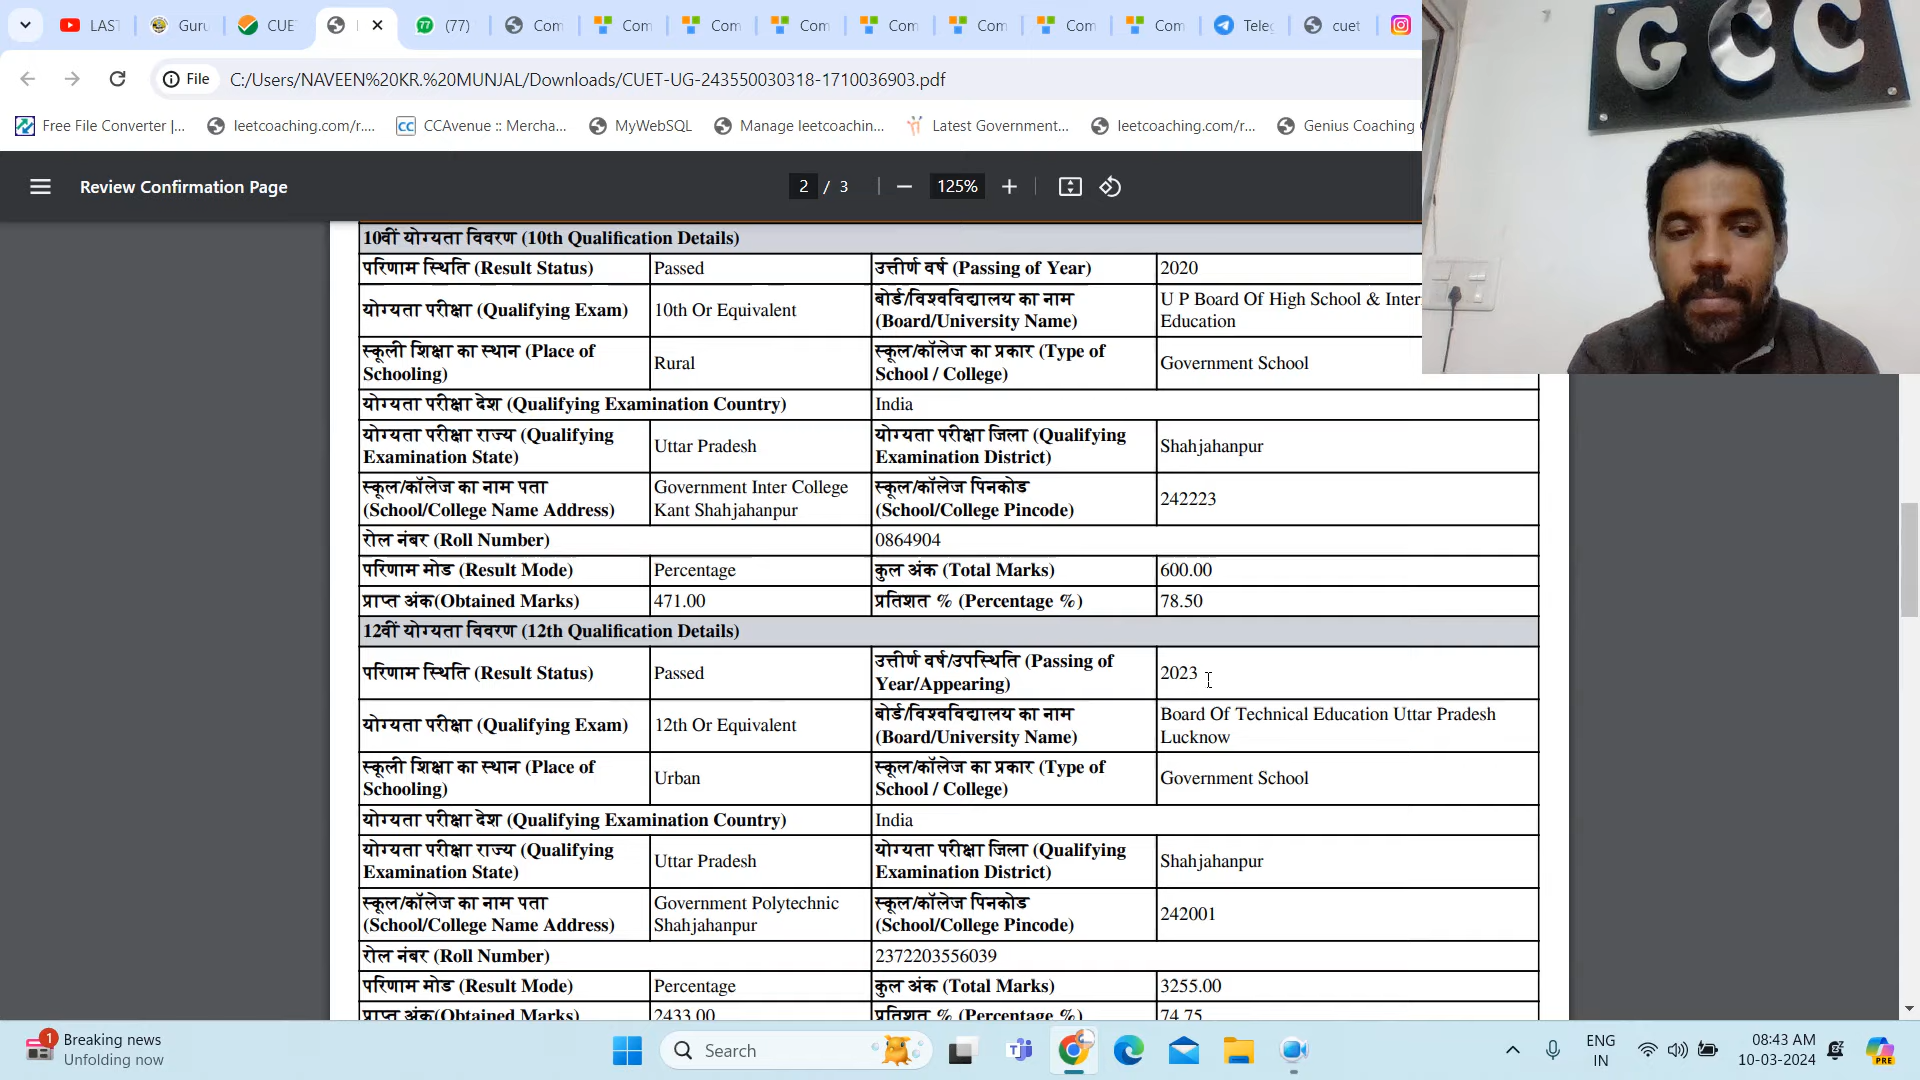 LAS
Guru
CUE
(77)
Com
Com
Com
Com
Com
Com
Com
Com
Teleg
cuet
File
C:/Users/NAVEEN%20KR.%20MUNJAL/Downloads/CUET-UG-243550030318-1710036903.pdf
Free File Converter |...
leetcoaching.com/r....
CCAvenue :: Mercha...
MyWebSQL
Manage leetcoachin...
Latest Government...
leetcoaching.com/r...
Genius Coaching
GCC
Review Confirmation Page
2 / 3
125%
10वीं योग्यता विवरण (10th Qualification Details)
परिणाम स्थिति (Result Status) Passed उत्तीर्ण वर्ष (Passing of Year) 2020
योग्यता परीक्षा (Qualifying Exam) 10th Or Equivalent बोर्ड/विश्वविद्यालय का नाम (Board/University Name) U P Board Of High School & Inter Education
स्कूली शिक्षा का स्थान (Place of Schooling) Rural स्कूल/कॉलेज का प्रकार (Type of School / College) Government School
योग्यता परीक्षा देश (Qualifying Examination Country) India
योग्यता परीक्षा राज्य (Qualifying Examination State) Uttar Pradesh योग्यता परीक्षा जिला (Qualifying Examination District) Shahjahanpur
स्कूल/कॉलेज का नाम पता (School/College Name Address) Government Inter College Kant Shahjahanpur स्कूल/कॉलेज पिनकोड (School/College Pincode) 242223
रोल नंबर (Roll Number) 0864904
परिणाम मोड (Result Mode) Percentage कुल अंक (Total Marks) 600.00
प्राप्त अंक(Obtained Marks) 471.00 प्रतिशत % (Percentage %) 78.50
12वीं योग्यता विवरण (12th Qualification Details)
परिणाम स्थिति (Result Status) Passed उत्तीर्ण वर्ष/उपस्थिति (Passing of Year/Appearing) 2023
योग्यता परीक्षा (Qualifying Exam) 12th Or Equivalent बोर्ड/विश्वविद्यालय का नाम (Board/University Name) Board Of Technical Education Uttar Pradesh Lucknow
स्कूली शिक्षा का स्थान (Place of Schooling) Urban स्कूल/कॉलेज का प्रकार (Type of School / College) Government School
योग्यता परीक्षा देश (Qualifying Examination Country) India
योग्यता परीक्षा राज्य (Qualifying Examination State) Uttar Pradesh योग्यता परीक्षा जिला (Qualifying Examination District) Shahjahanpur
स्कूल/कॉलेज का नाम पता (School/College Name Address) Government Polytechnic Shahjahanpur स्कूल/कॉलेज पिनकोड (School/College Pincode) 242001
रोल नंबर (Roll Number) 2372203556039
परिणाम मोड (Result Mode) Percentage कुल अंक (Total Marks) 3255.00
प्राप्त अंक(Obtained Marks) 2433.00 प्रतिशत % (Percentage %) 74.75
1
Breaking news
Unfolding now
Search
ENG
IN
08:43 AM
10-03-2024
PRE